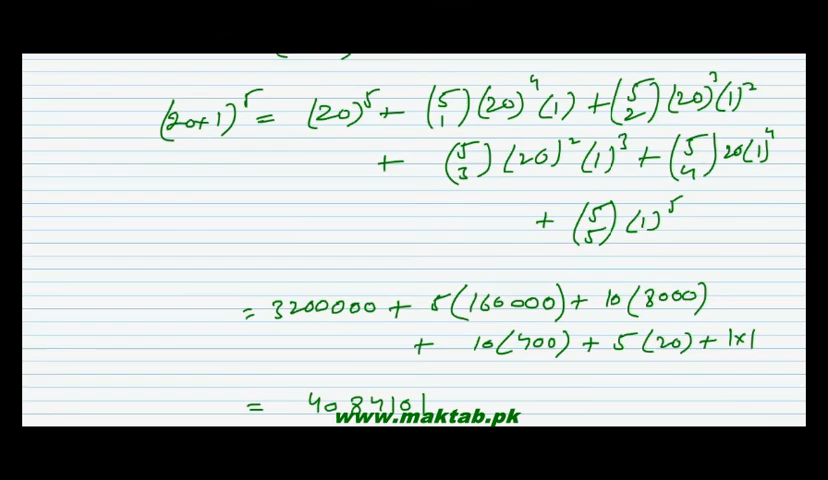 (20+1)^5 = (20)^5 + (5 1)(20)^4 (1) + (5 2)(20)^3 (1)^2
+ (5 3)(20)^2 (1)^3 + (5 4) 20(1)^4
+ (5 5)(1)^5
= 3200000 + 5(160000) + 10(8000)
+ 10(400) + 5(20) + 1×1
= 4084101
www.maktab.pk